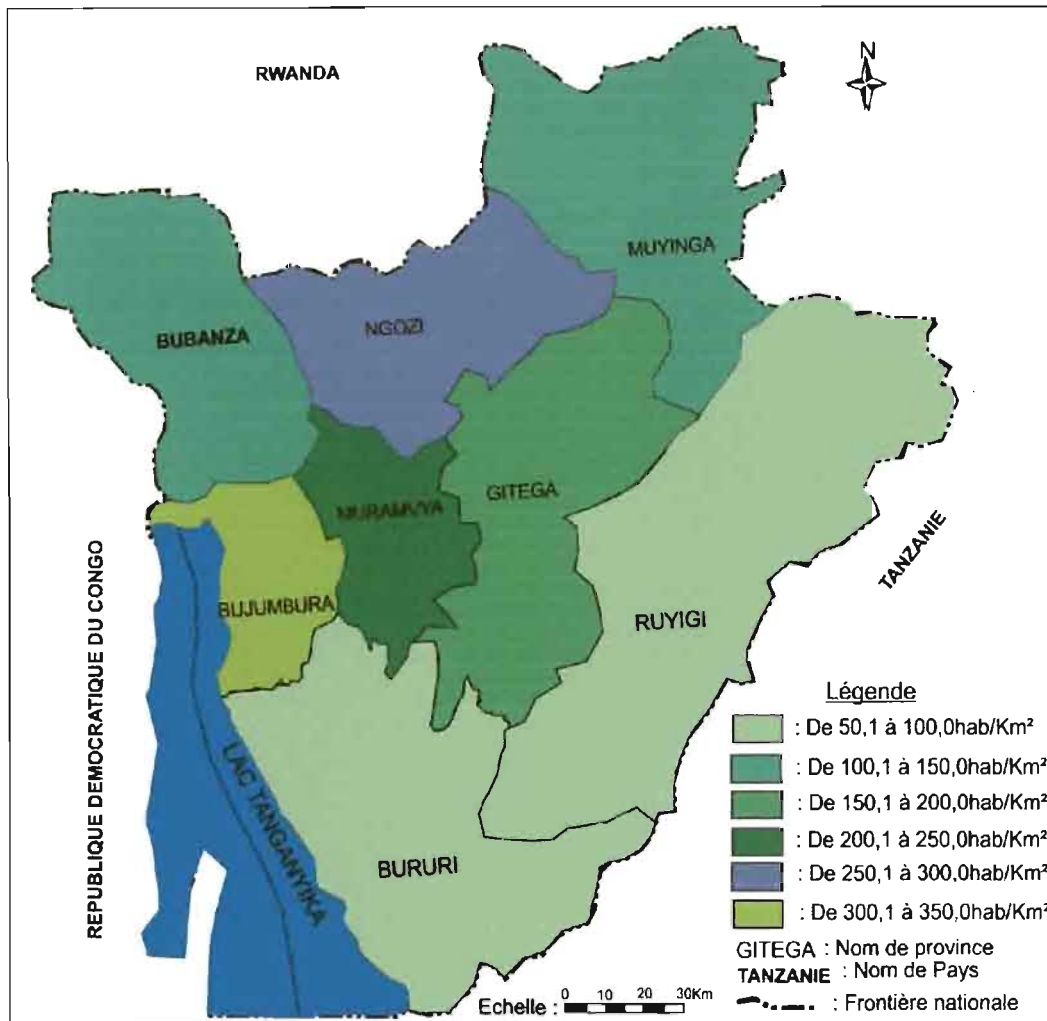 RWANDA
N
MUYINGA
NGOZI
BUBANZA
GITEGA
MURAMVYA
BUJUMBURA
RUYIGI
TANZANIE
REPUBLIQUE DEMOCRATIQUE DU CONGO
LAC TANGANYIKA
BURURI
Légende
: De 50,1 à 100,0hab/Km²
: De 100,1 à 150,0hab/Km²
: De 150,1 à 200,0hab/Km²
: De 200,1 à 250,0hab/Km²
: De 250,1 à 300,0hab/Km²
: De 300,1 à 350,0hab/Km²
GITEGA : Nom de province
TANZANIE : Nom de Pays
: Frontière nationale
Echelle : 0 10 20 30Km